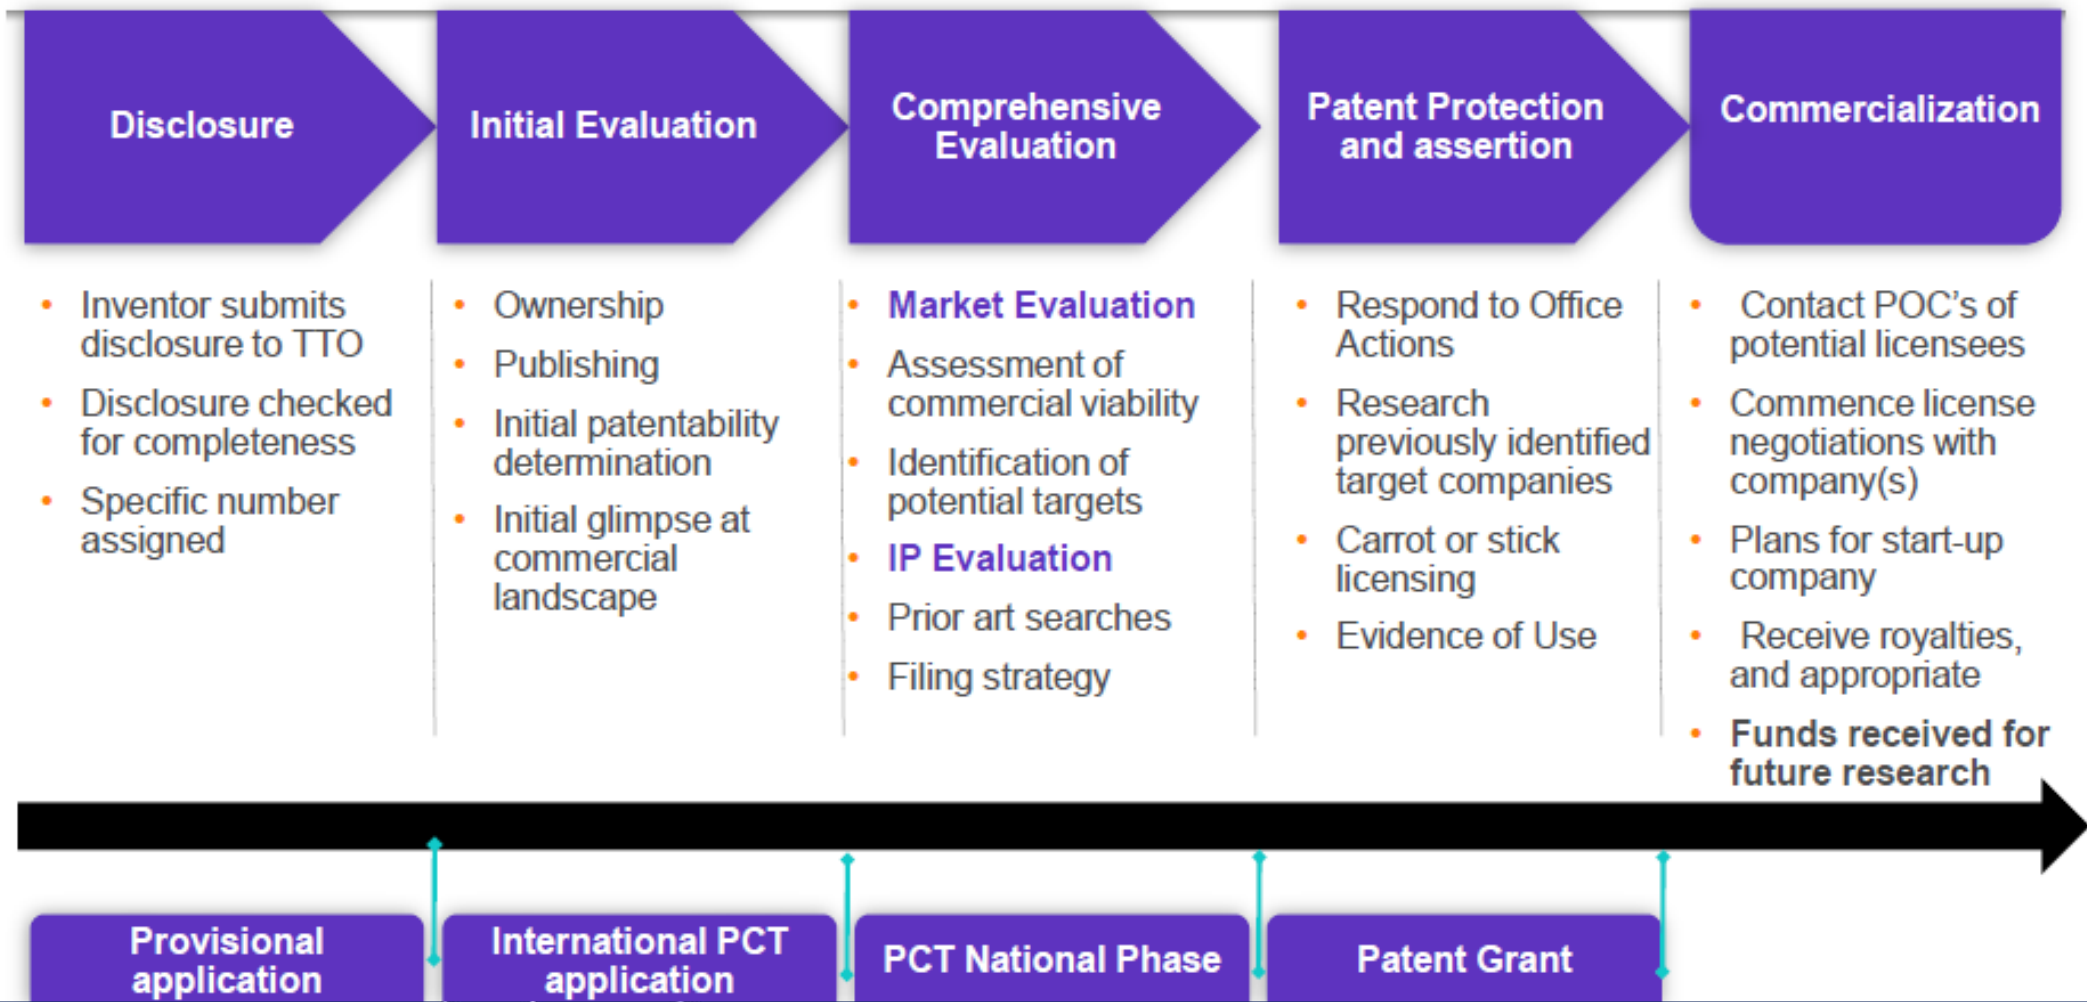 Disclosure
Initial Evaluation
Comprehensive
Evaluation
Patent Protection
and assertion
Commercialization
• Inventor submits
disclosure to TTO
• Disclosure checked
for completeness
• Specific number
assigned
• Ownership
• Publishing
• Initial patentability
determination
• Initial glimpse at
commercial
landscape
• Market Evaluation
• Assessment of
commercial viability
• Identification of
potential targets
• IP Evaluation
• Prior art searches
• Filing strategy
• Respond to Office
Actions
• Research
previously identified
target companies
• Carrot or stick
licensing
• Evidence of Use
• Contact POC's of
potential licensees
• Commence license
negotiations with
company(s)
• Plans for start-up
company
• Receive royalties,
and appropriate
• Funds received for
future research
Provisional
application
International PCT
application
PCT National Phase
Patent Grant